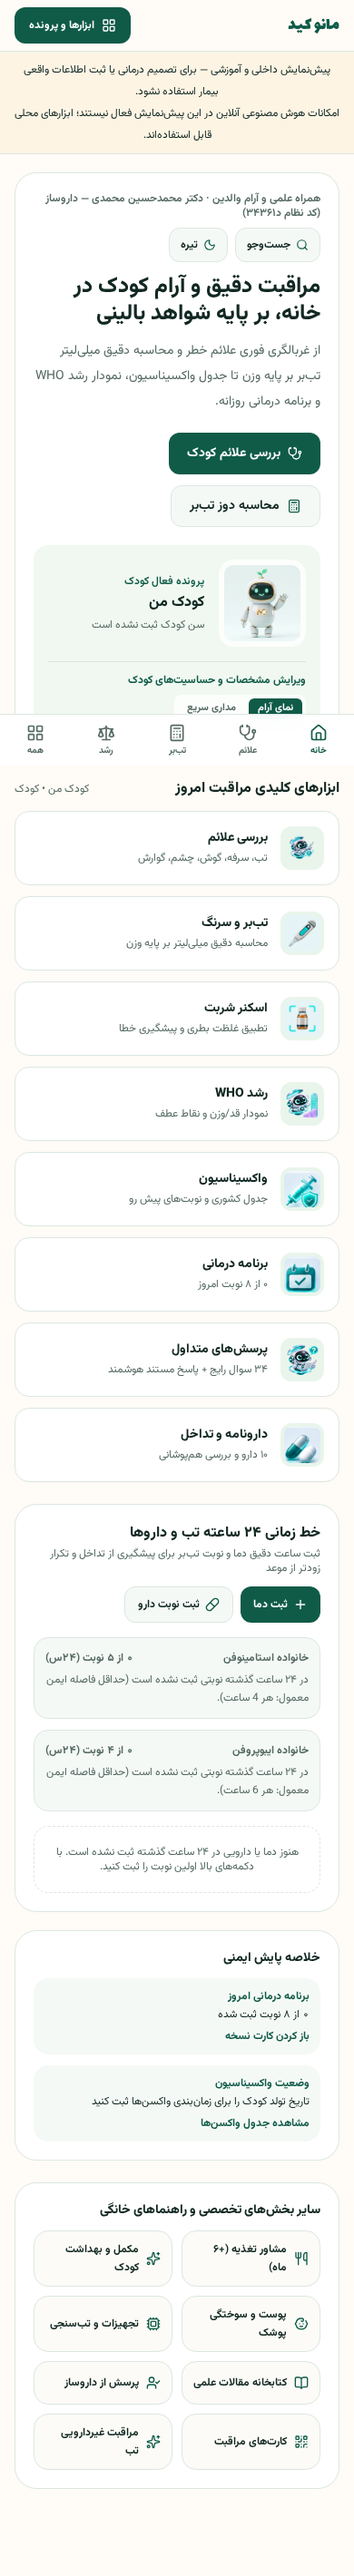 مانو کید
ابزارها و پرونده
پیش‌نمایش داخلی و آموزشی — برای تصمیم درمانی یا ثبت اطلاعات واقعی
بیمار استفاده نشود.
امکانات هوش مصنوعی آنلاین در این پیش‌نمایش فعال نیستند؛ ابزارهای محلی
قابل استفاده‌اند.
همراه علمی و آرام والدین · دکتر محمدحسین محمدی — داروساز
(کد نظام د۳۴۳۶۱)
جست‌وجو
تیره
مراقبت دقیق و آرام کودک در
خانه، بر پایه شواهد بالینی
از غربالگری فوری علائم خطر و محاسبه دقیق میلی‌لیتر
تب‌بر بر پایه وزن تا جدول واکسیناسیون، نمودار رشد WHO
و برنامه درمانی روزانه.
بررسی علائم کودک
محاسبه دوز تب‌بر
پرونده فعال کودک
کودک من
سن کودک ثبت نشده است
ویرایش مشخصات و حساسیت‌های کودک
نمای آرام
مداری سریع
خانه
علائم
تب‌بر
رشد
همه
ابزارهای کلیدی مراقبت امروز
کودک من • کودک
بررسی علائم
تب، سرفه، گوش، چشم، گوارش
تب‌بر و سرنگ
محاسبه دقیق میلی‌لیتر بر پایه وزن
اسکنر شربت
تطبیق غلظت بطری و پیشگیری خطا
رشد WHO
نمودار قد/وزن و نقاط عطف
واکسیناسیون
جدول کشوری و نوبت‌های پیش رو
برنامه درمانی
۰ از ۸ نوبت امروز
پرسش‌های متداول
۳۴ سوال رایج + پاسخ مستند هوشمند
دارونامه و تداخل
۱۰ دارو و بررسی هم‌پوشانی
خط زمانی ۲۴ ساعته تب و داروها
ثبت ساعت دقیق دما و نوبت تب‌بر برای پیشگیری از تداخل و تکرار
زودتر از موعد
ثبت دما
ثبت نوبت دارو
خانواده استامینوفن
۰ از ۵ نوبت (۲۴س)
در ۲۴ ساعت گذشته نوبتی ثبت نشده است (حداقل فاصله ایمن
معمول: هر 4 ساعت).
خانواده ایبوپروفن
۰ از ۴ نوبت (۲۴س)
در ۲۴ ساعت گذشته نوبتی ثبت نشده است (حداقل فاصله ایمن
معمول: هر 6 ساعت).
هنوز دما یا دارویی در ۲۴ ساعت گذشته ثبت نشده است. با
دکمه‌های بالا اولین نوبت را ثبت کنید.
خلاصه پایش ایمنی
برنامه درمانی امروز
۰ از ۸ نوبت ثبت شده
باز کردن کارت نسخه
وضعیت واکسیناسیون
تاریخ تولد کودک را برای زمان‌بندی واکسن‌ها ثبت کنید
مشاهده جدول واکسن‌ها
سایر بخش‌های تخصصی و راهنماهای خانگی
مشاور تغذیه (+۶
ماه)
مکمل و بهداشت
کودک
پوست و سوختگی
پوشک
تجهیزات و تب‌سنجی
کتابخانه مقالات علمی
پرسش از داروساز
کارت‌های مراقبت
مراقبت غیردارویی
تب